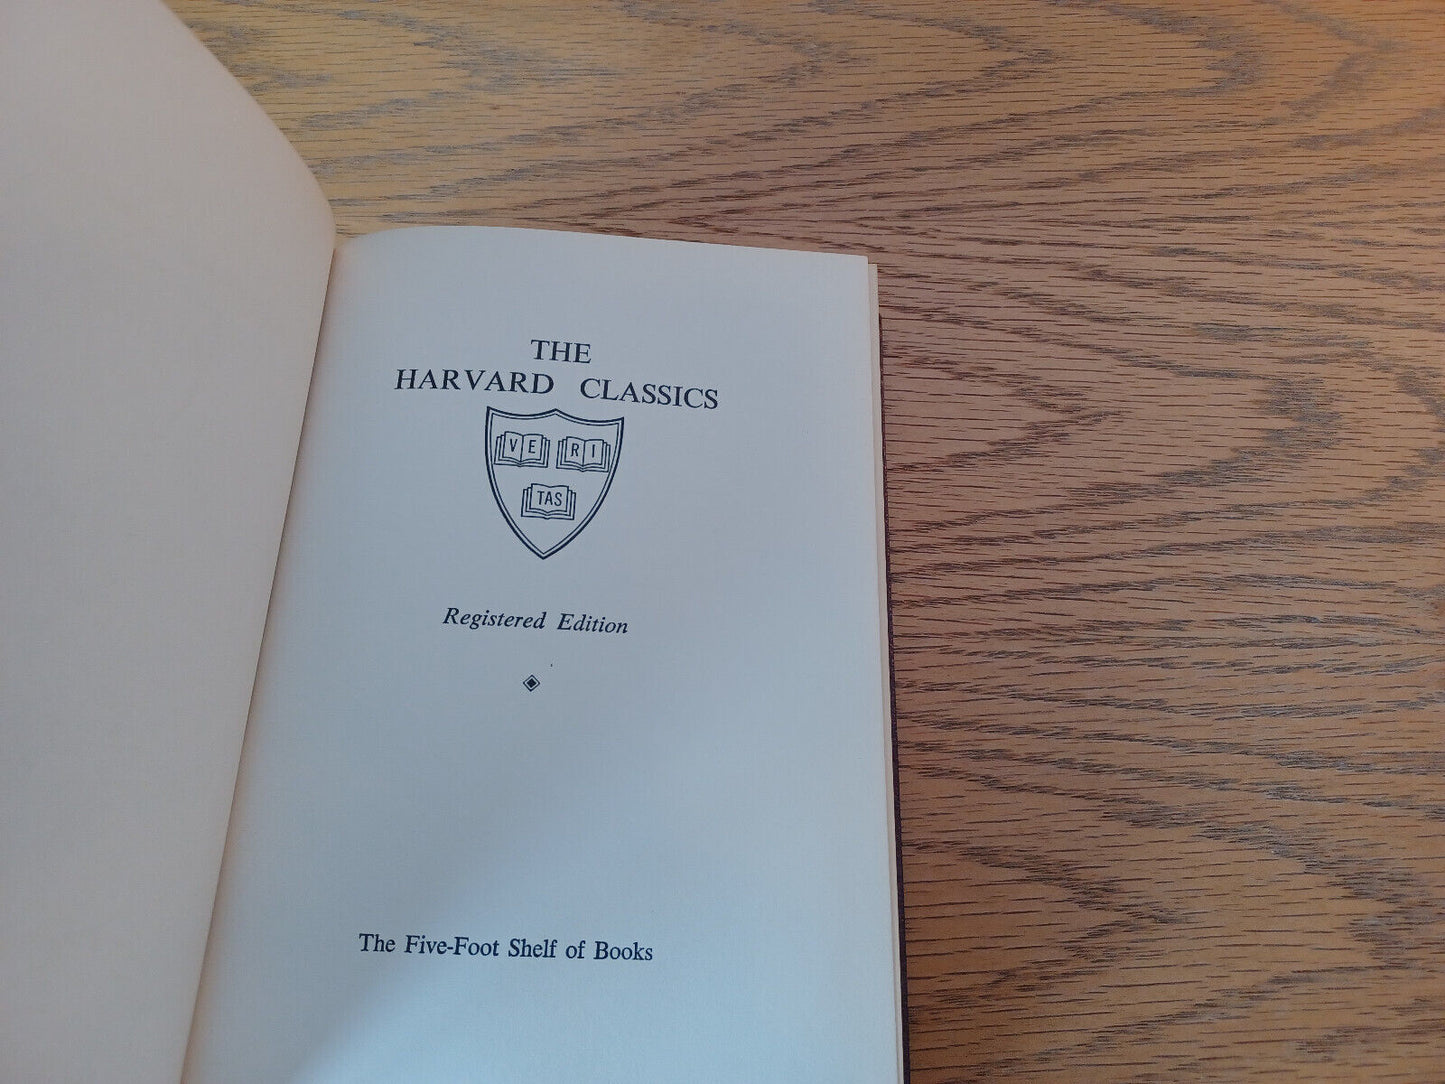 THE
HARVARD CLASSICS
VE RI
TAS
Registered Edition
The Five-Foot Shelf of Books